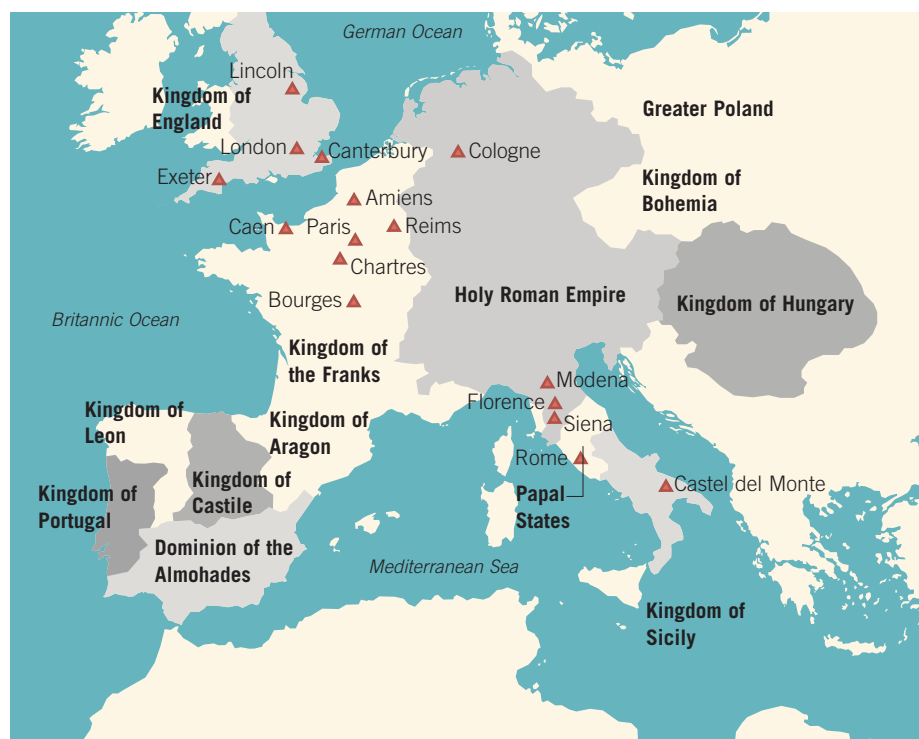 German Ocean
Lincoln
Kingdom of
England
Greater Poland
London
Canterbury
Cologne
Exeter
Kingdom of
Bohemia
Amiens
Caen
Paris
Reims
Chartres
Holy Roman Empire
Kingdom of Hungary
Bourges
Britannic Ocean
Kingdom of
the Franks
Modena
Florence
Siena
Kingdom of
Leon
Kingdom of
Aragon
Rome
Castel del Monte
Kingdom of
Portugal
Kingdom of
Castile
Papal
States
Dominion of the
Almohades
Mediterranean Sea
Kingdom of
Sicily